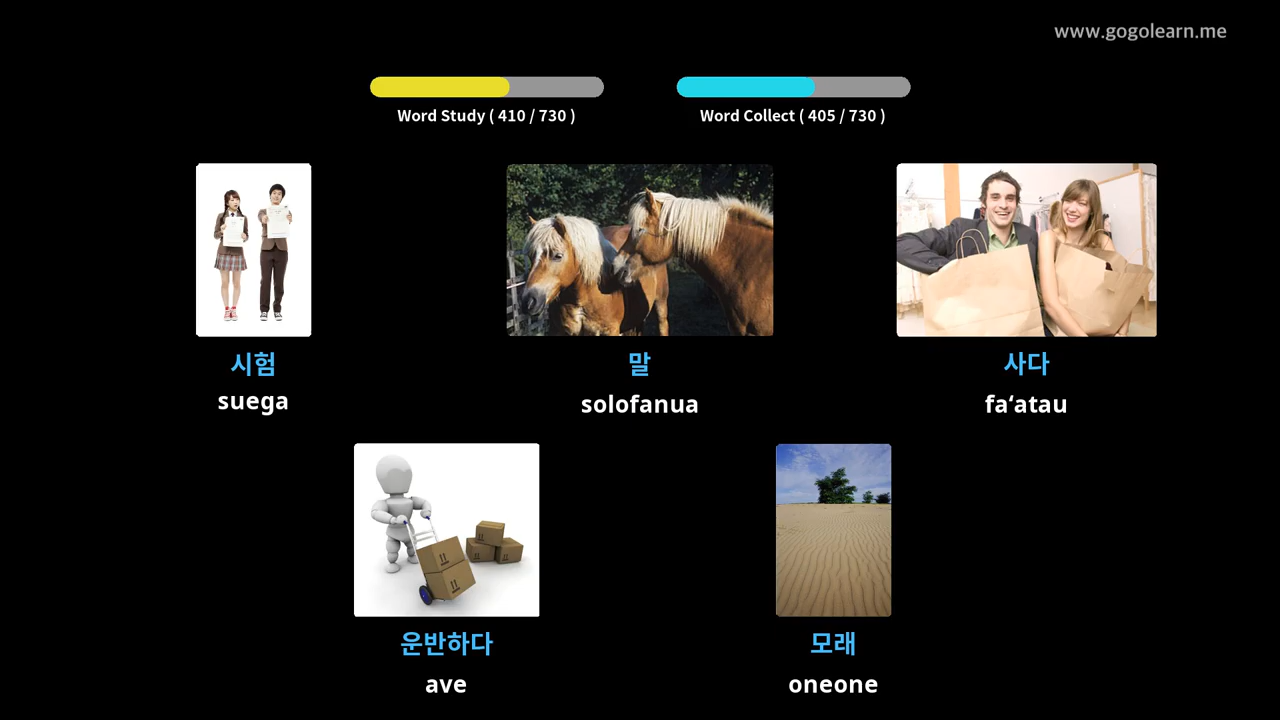 www.gogolearn.me
Word Study ( 410 / 730 )
Word Collect ( 405 / 730 )
시험
suega
말
solofanua
사다
fa‘atau
운반하다
ave
모래
oneone